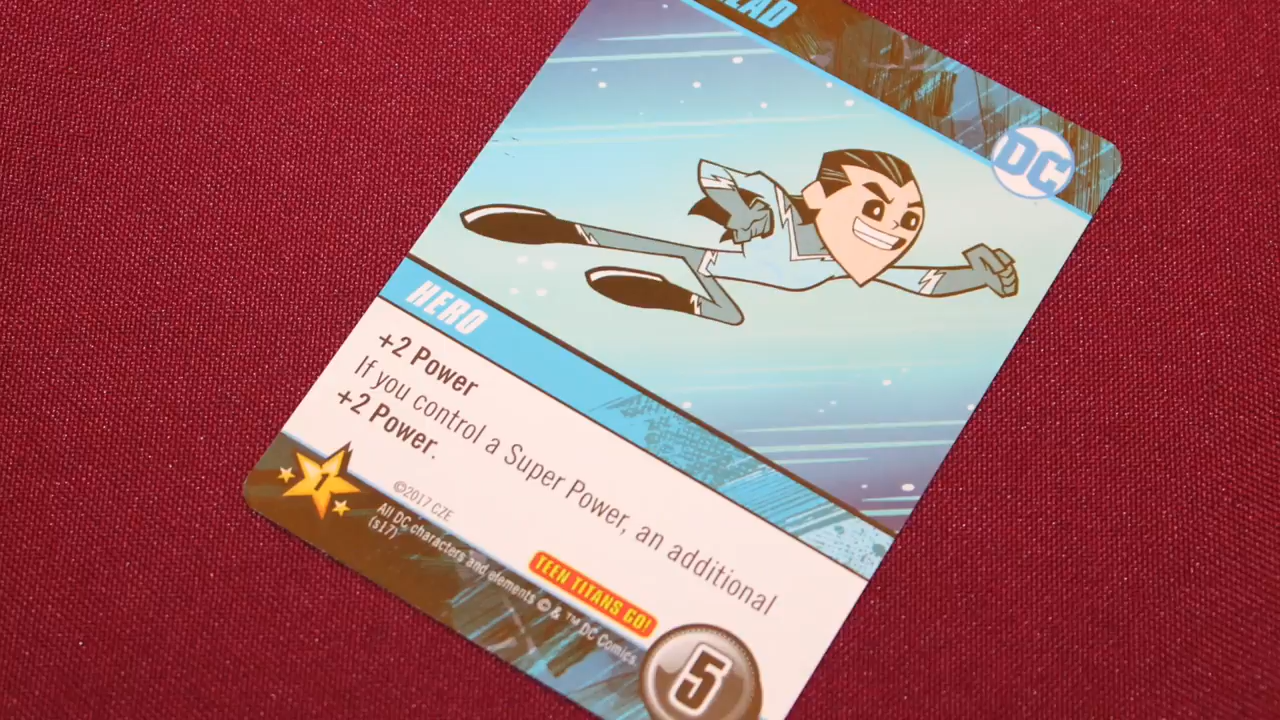 DC
HERO
+2 Power
If you control a Super Power, an additional
+2 Power.
1
©2017 CZE
All DC characters and elements © & ™ DC Comics.
(s17)
TEEN TITANS GO!
5